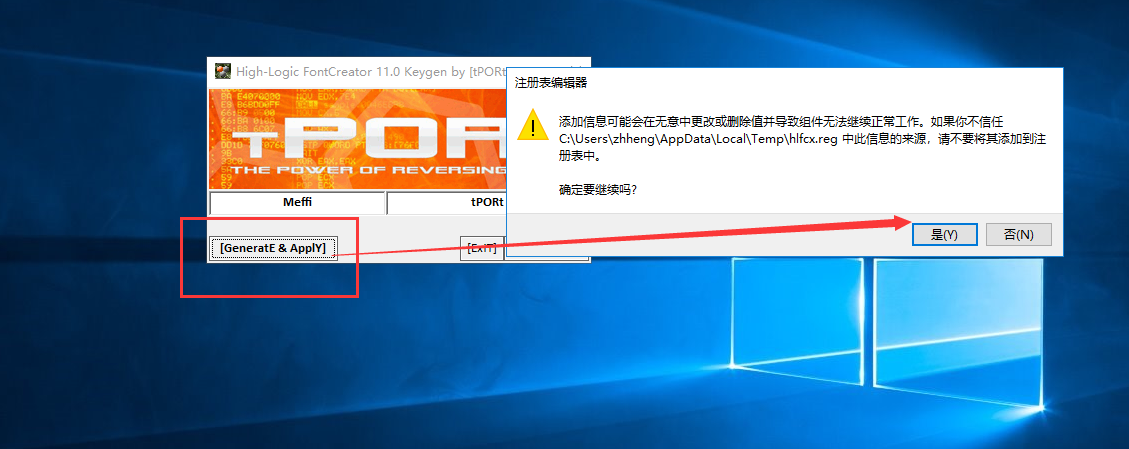 High-Logic FontCreator 11.0 Keygen by [tPORt
注册表编辑器
添加信息可能会在无意中更改或删除值并导致组件无法继续正常工作。如果你不信任
C:\Users\zhheng\AppData\Local\Temp\hlfcx.reg 中此信息的来源，请不要将其添加到注
册表中。
确定要继续吗?
是(Y)
否(N)
tPOR
THE POWER OF REVERSING
Meffi
tPORt
[GeneratE & ApplY]
[ExIT]